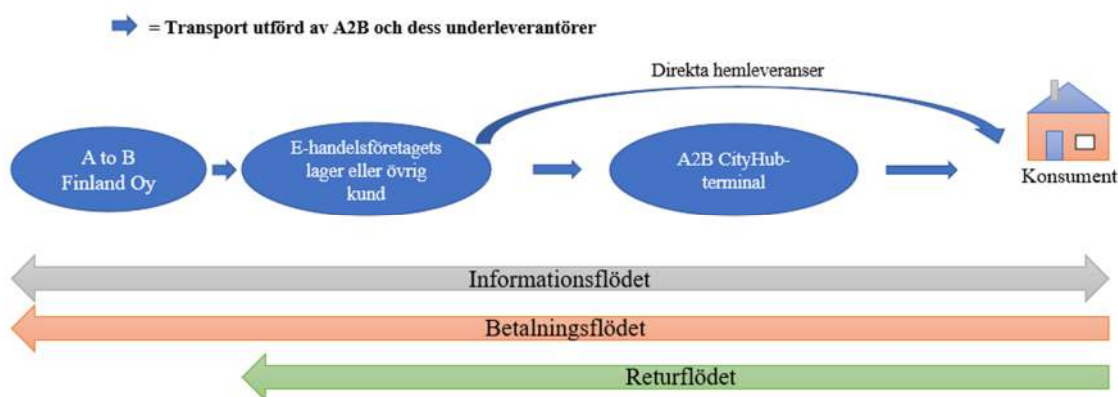 = Transport utförd av A2B och dess underleverantörer
Direkta hemleveranser
A to B
Finland Oy
E-handelsföretagets
lager eller övrig
kund
A2B CityHub-
terminal
Konsument
Informationsflödet
Betalningsflödet
Returflödet